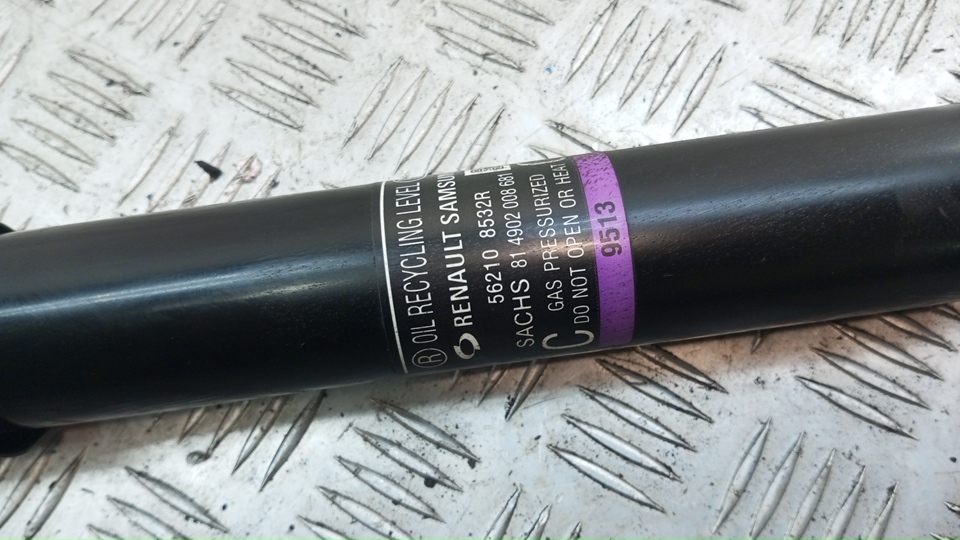 Ⓡ OIL RECYCLING LEVEL
RENAULT SAMSU
56210 8532R
SACHS 81 4902 008 681
C GAS PRESSURIZED
DO NOT OPEN OR HEAT
9513